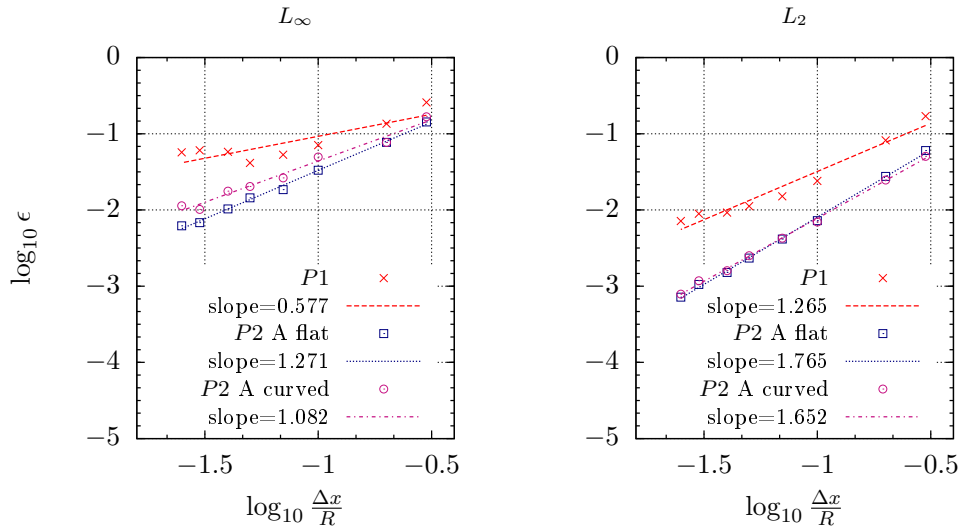 L∞
0
−1
−2
−3
−4
−5
log10 ϵ
P1
slope=0.577
P2 A flat
slope=1.271
P2 A curved
slope=1.082
−1.5 −1 −0.5
log10 Δx/R
L2
0
−1
−2
−3
−4
−5
P1
slope=1.265
P2 A flat
slope=1.765
P2 A curved
slope=1.652
−1.5 −1 −0.5
log10 Δx/R